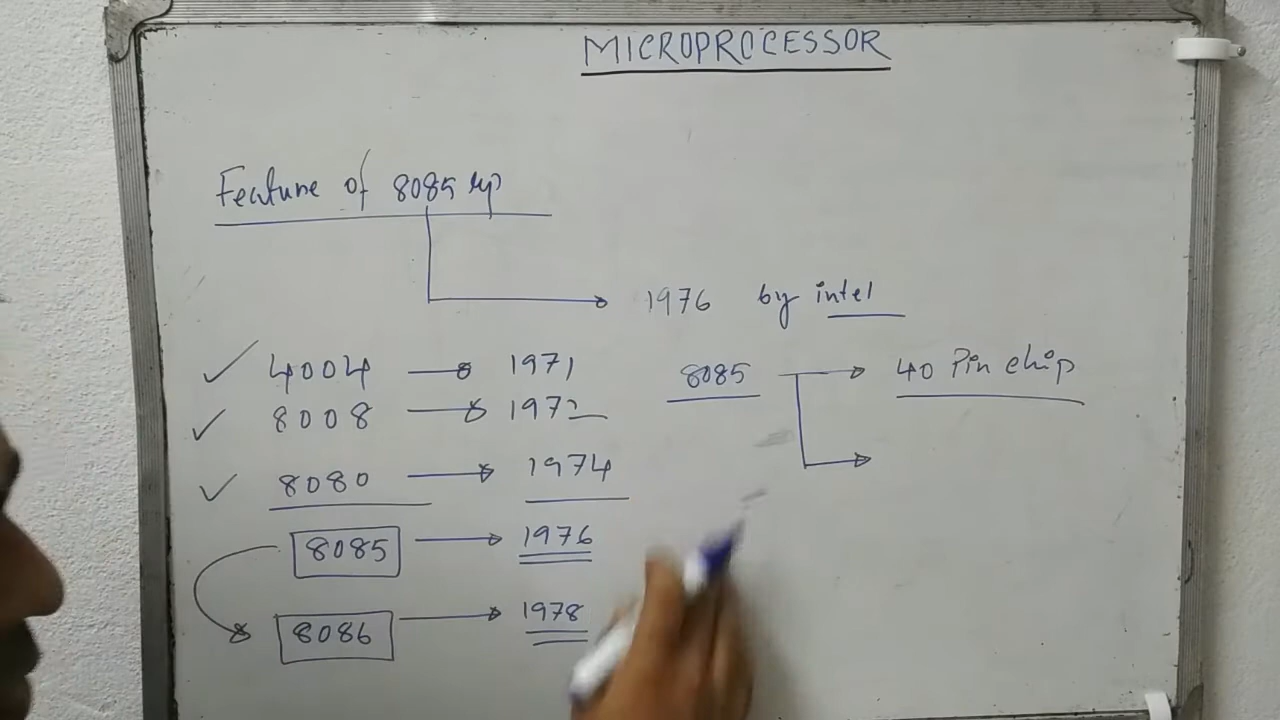 MICROPROCESSOR
Feature of 8085 μp
1976 by intel
4004 → 1971
8008 → 1972
8080 → 1974
8085 → 1976
8086 → 1978
8085 → 40 Pin chip